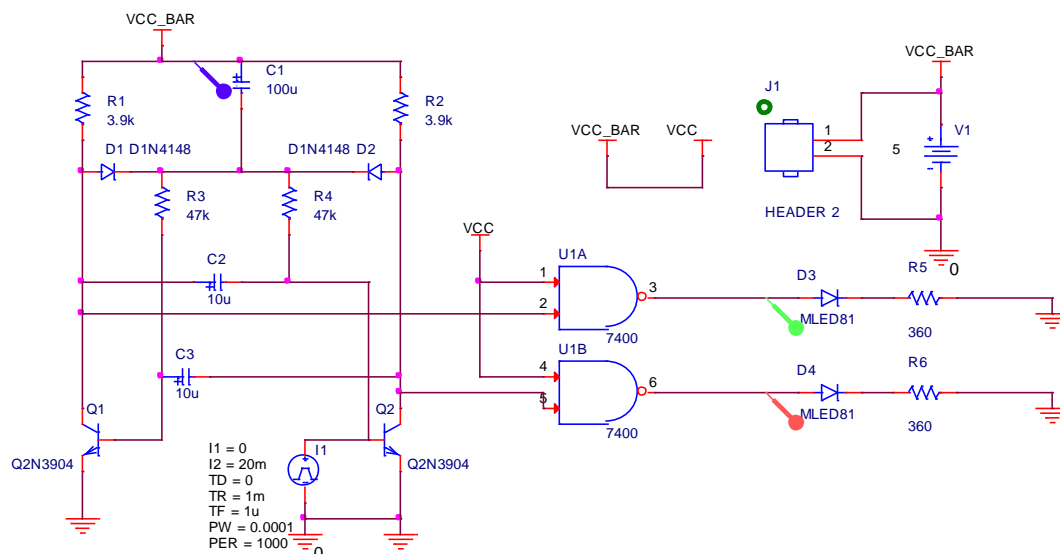 VCC_BAR
C1
100u
R1
3.9k
R2
3.9k
D1 D1N4148
D1N4148 D2
R3
47k
R4
47k
C2
10u
C3
10u
Q1
Q2N3904
Q2
Q2N3904
I1 = 0
I2 = 20m
TD = 0
TR = 1m
TF = 1u
PW = 0.0001
PER = 1000
I1
0
VCC_BAR
VCC
J1
1
2
HEADER 2
VCC_BAR
V1
5
0
VCC
U1A
1
2
3
7400
U1B
4
5
6
7400
D3
MLED81
R5
360
D4
MLED81
R6
360